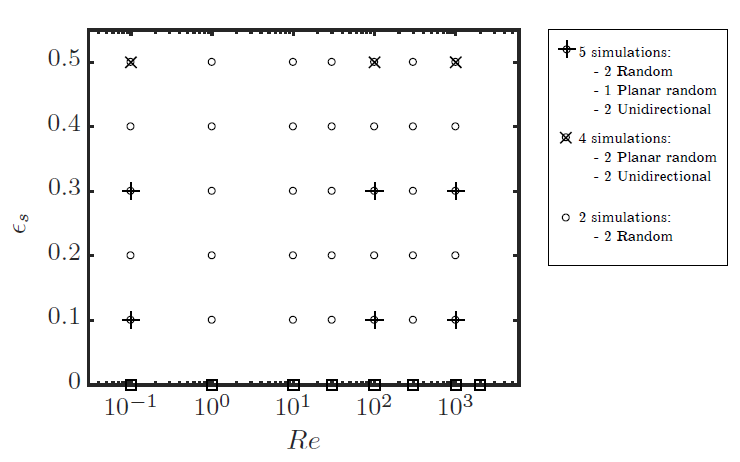 0.5
0.4
0.3
0.2
0.1
0
ϵₛ
10⁻¹ 10⁰ 10¹ 10² 10³
Re
5 simulations:
- 2 Random
- 1 Planar random
- 2 Unidirectional
4 simulations:
- 2 Planar random
- 2 Unidirectional
2 simulations:
- 2 Random